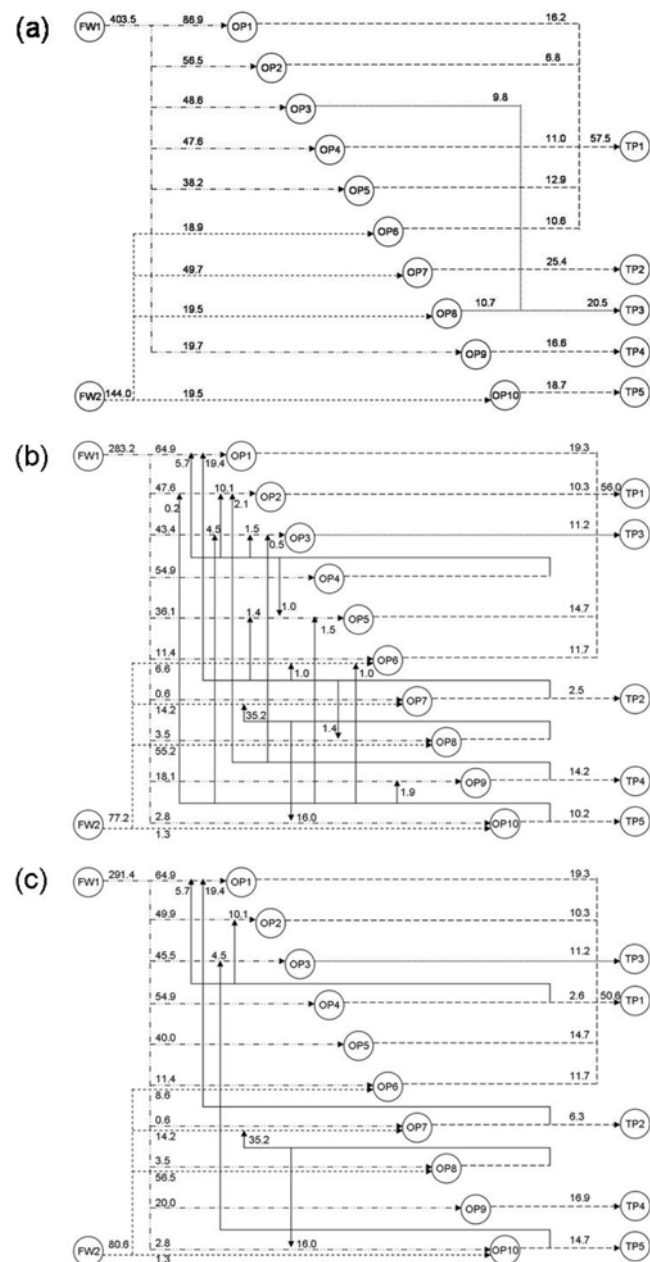 (a)
FW1 403.5 86.9 OP1 16.2
56.5 OP2 6.8
48.6 OP3 9.8
47.6 OP4 11.0 57.5 TP1
38.2 OP5 12.9
18.9 OP6 10.6
49.7 OP7 25.4 TP2
19.5 OP8 10.7 20.5 TP3
19.7 OP9 16.6 TP4
FW2 144.0 19.5 OP10 18.7 TP5
(b)
FW1 283.2 64.9 OP1 19.3
5.7 19.4
47.6 10.1 OP2 10.3 56.0 TP1
0.2 2.1
43.4 4.5 1.5 OP3 11.2 TP3
0.5
54.9 OP4
1.0
36.1 1.4 OP5 14.7
1.5
11.4 OP6 11.7
6.6 1.0 1.0
0.6 OP7 2.5 TP2
14.2 35.2
3.5 1.4 OP8
55.2
18.1 OP9 14.2 TP4
1.9
FW2 77.2 2.8 16.0 OP10 10.2 TP5
1.3
(c)
FW1 291.4 64.9 OP1 19.3
5.7 19.4
49.9 10.1 OP2 10.3
45.5 4.5 OP3 11.2 TP3
54.9 OP4 2.6 50.6 TP1
40.0 OP5 14.7
11.4 OP6 11.7
8.6
0.6 OP7 6.3 TP2
14.2 35.2
3.5 OP8
56.5
20.0 OP9 16.9 TP4
FW2 80.6 2.8 16.0 OP10 14.7 TP5
1.3